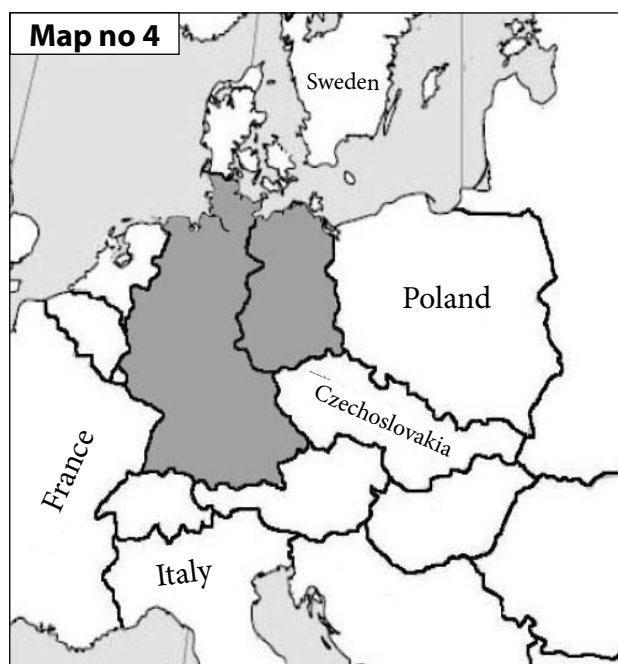 Map no 4
Sweden
Poland
Czechoslovakia
France
Italy